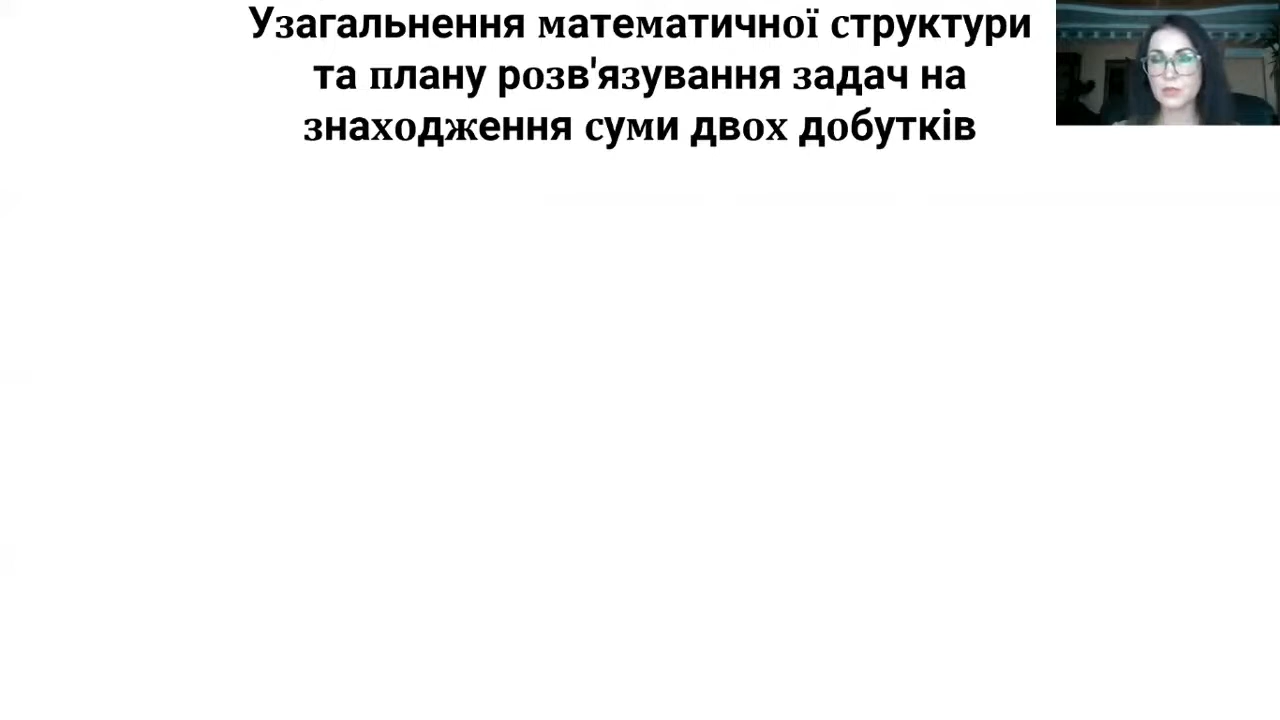 Узагальнення математичної структури
та плану розв'язування задач на
знаходження суми двох добутків